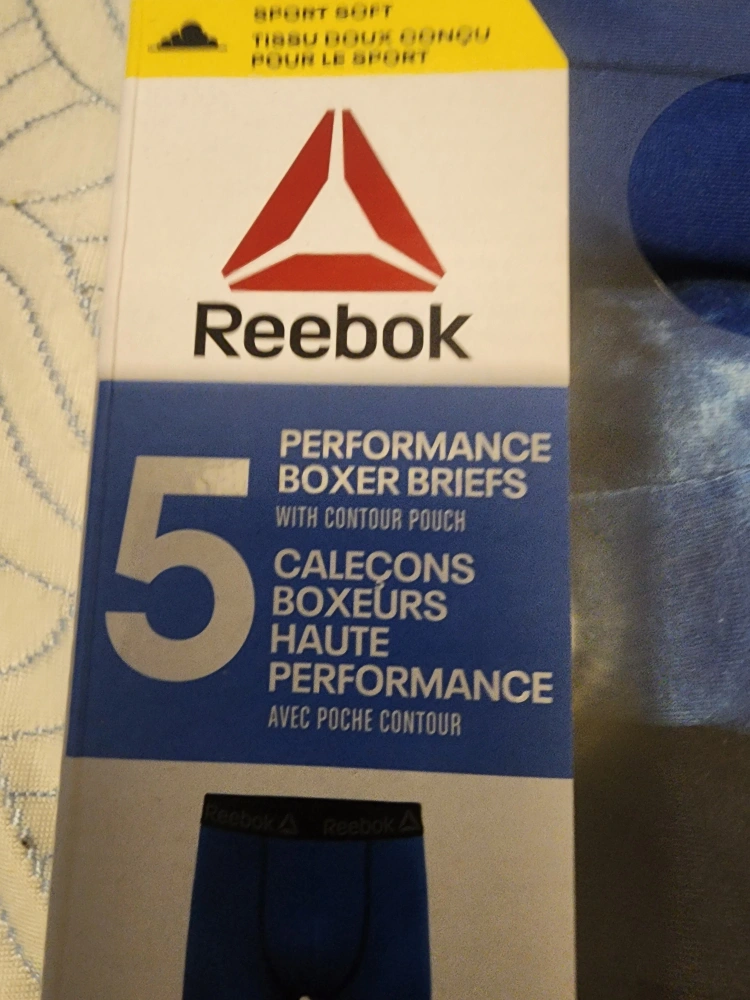 SPORT SOFT
TISSU DOUX CONÇU
POUR LE SPORT
Reebok
5
PERFORMANCE
BOXER BRIEFS
WITH CONTOUR POUCH
CALEÇONS
BOXEURS
HAUTE
PERFORMANCE
AVEC POCHE CONTOUR
Reebok Reebok